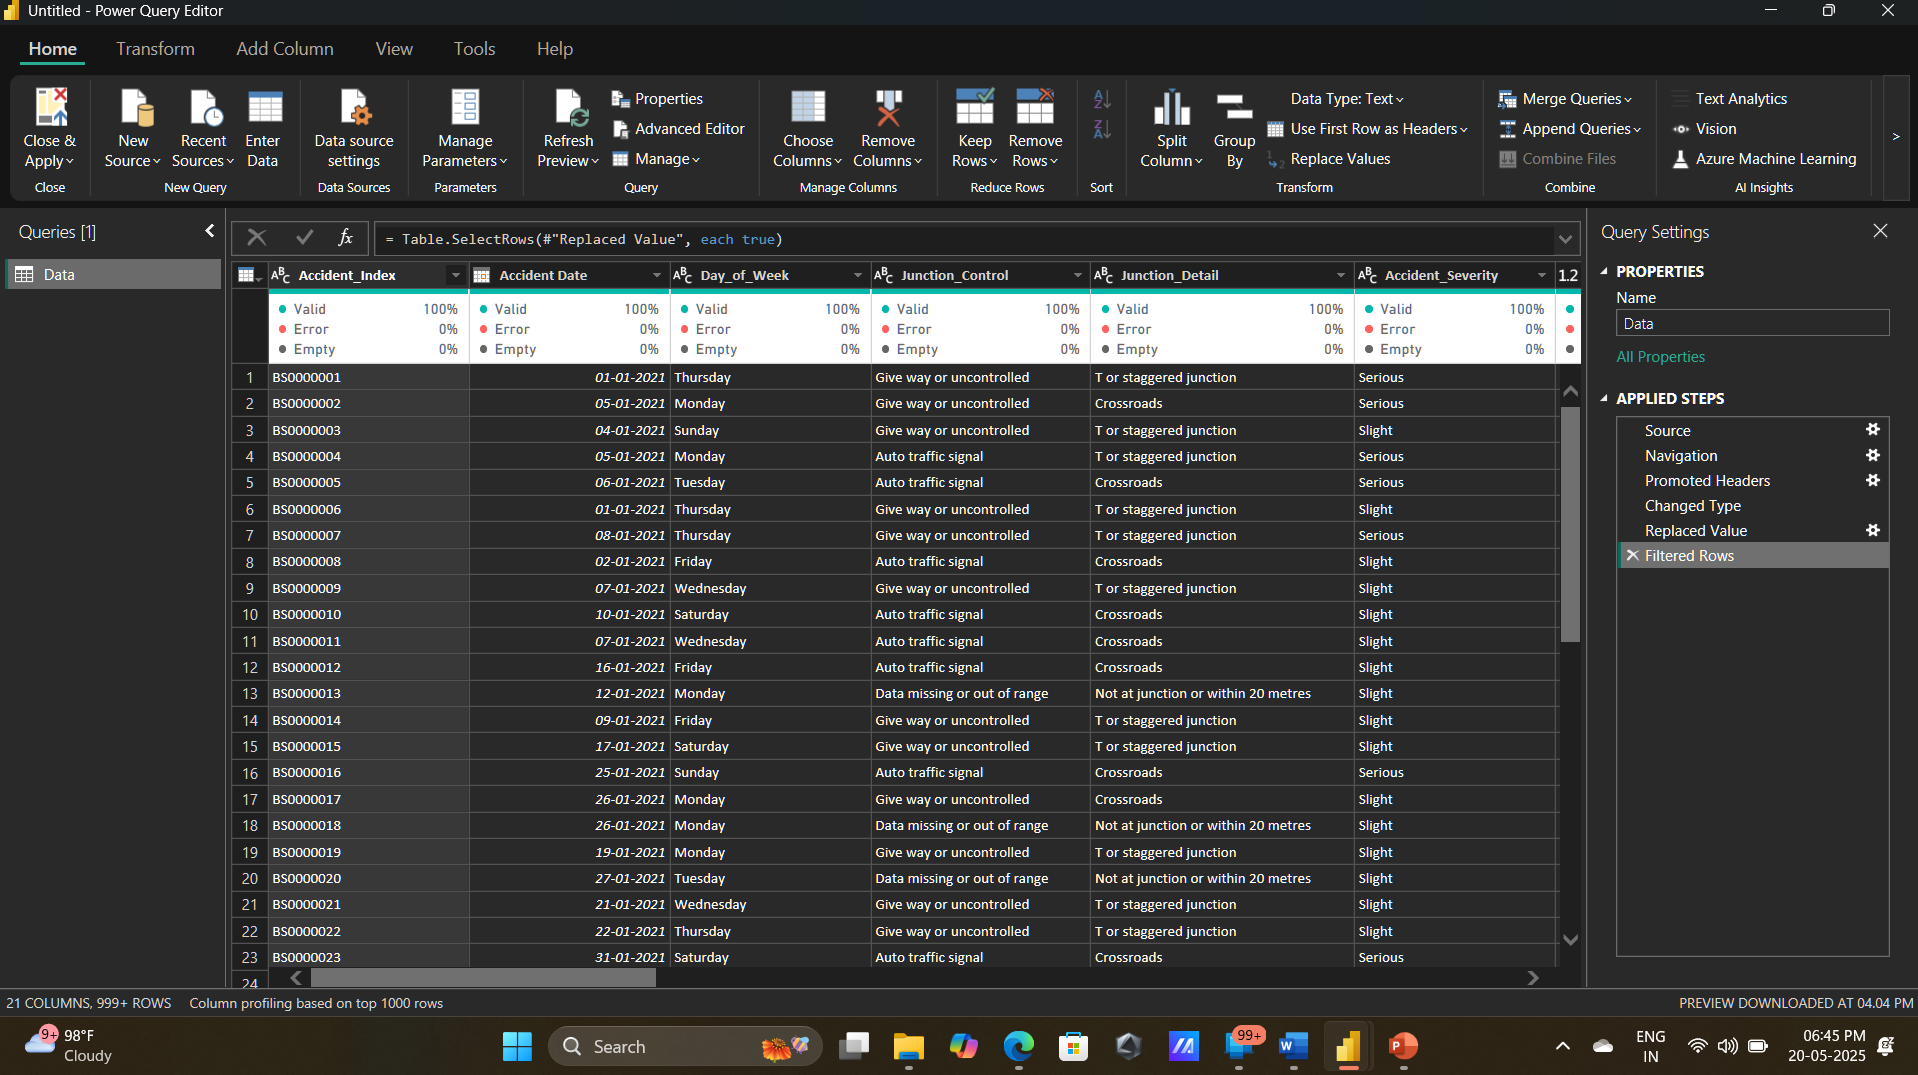 Untitled - Power Query Editor
Home Transform Add Column View Tools Help
Close & Apply
Close
New Source
Recent Sources
Enter Data
New Query
Data source settings
Data Sources
Manage Parameters
Parameters
Refresh Preview
Properties
Advanced Editor
Manage
Query
Choose Columns
Remove Columns
Manage Columns
Keep Rows
Remove Rows
Reduce Rows
Sort
Split Column
Group By
Data Type: Text
Use First Row as Headers
Replace Values
Transform
Merge Queries
Append Queries
Combine Files
Combine
Text Analytics
Vision
Azure Machine Learning
AI Insights
Queries [1]
Data
fx = Table.SelectRows(#"Replaced Value", each true)
ABC Accident_Index Accident Date ABC Day_of_Week ABC Junction_Control ABC Junction_Detail ABC Accident_Severity 1.2
Valid 100% Valid 100% Valid 100% Valid 100% Valid 100% Valid 100%
Error 0% Error 0% Error 0% Error 0% Error 0% Error 0%
Empty 0% Empty 0% Empty 0% Empty 0% Empty 0% Empty 0%
1 BS0000001 01-01-2021 Thursday Give way or uncontrolled T or staggered junction Serious
2 BS0000002 05-01-2021 Monday Give way or uncontrolled Crossroads Serious
3 BS0000003 04-01-2021 Sunday Give way or uncontrolled T or staggered junction Slight
4 BS0000004 05-01-2021 Monday Auto traffic signal T or staggered junction Serious
5 BS0000005 06-01-2021 Tuesday Auto traffic signal Crossroads Serious
6 BS0000006 01-01-2021 Thursday Give way or uncontrolled T or staggered junction Slight
7 BS0000007 08-01-2021 Thursday Give way or uncontrolled T or staggered junction Serious
8 BS0000008 02-01-2021 Friday Auto traffic signal Crossroads Slight
9 BS0000009 07-01-2021 Wednesday Give way or uncontrolled T or staggered junction Slight
10 BS0000010 10-01-2021 Saturday Auto traffic signal Crossroads Slight
11 BS0000011 07-01-2021 Wednesday Auto traffic signal Crossroads Slight
12 BS0000012 16-01-2021 Friday Auto traffic signal Crossroads Slight
13 BS0000013 12-01-2021 Monday Data missing or out of range Not at junction or within 20 metres Slight
14 BS0000014 09-01-2021 Friday Give way or uncontrolled T or staggered junction Slight
15 BS0000015 17-01-2021 Saturday Give way or uncontrolled T or staggered junction Slight
16 BS0000016 25-01-2021 Sunday Auto traffic signal Crossroads Serious
17 BS0000017 26-01-2021 Monday Give way or uncontrolled Crossroads Slight
18 BS0000018 26-01-2021 Monday Data missing or out of range Not at junction or within 20 metres Slight
19 BS0000019 19-01-2021 Monday Give way or uncontrolled T or staggered junction Slight
20 BS0000020 27-01-2021 Tuesday Data missing or out of range Not at junction or within 20 metres Slight
21 BS0000021 21-01-2021 Wednesday Give way or uncontrolled T or staggered junction Slight
22 BS0000022 22-01-2021 Thursday Give way or uncontrolled T or staggered junction Slight
23 BS0000023 31-01-2021 Saturday Auto traffic signal Crossroads Serious
24
Query Settings
PROPERTIES
Name
Data
All Properties
APPLIED STEPS
Source
Navigation
Promoted Headers
Changed Type
Replaced Value
Filtered Rows
21 COLUMNS, 999+ ROWS Column profiling based on top 1000 rows PREVIEW DOWNLOADED AT 04.04 PM
9+ 98°F
Cloudy
Search
99+
ENG
IN
06:45 PM
20-05-2025